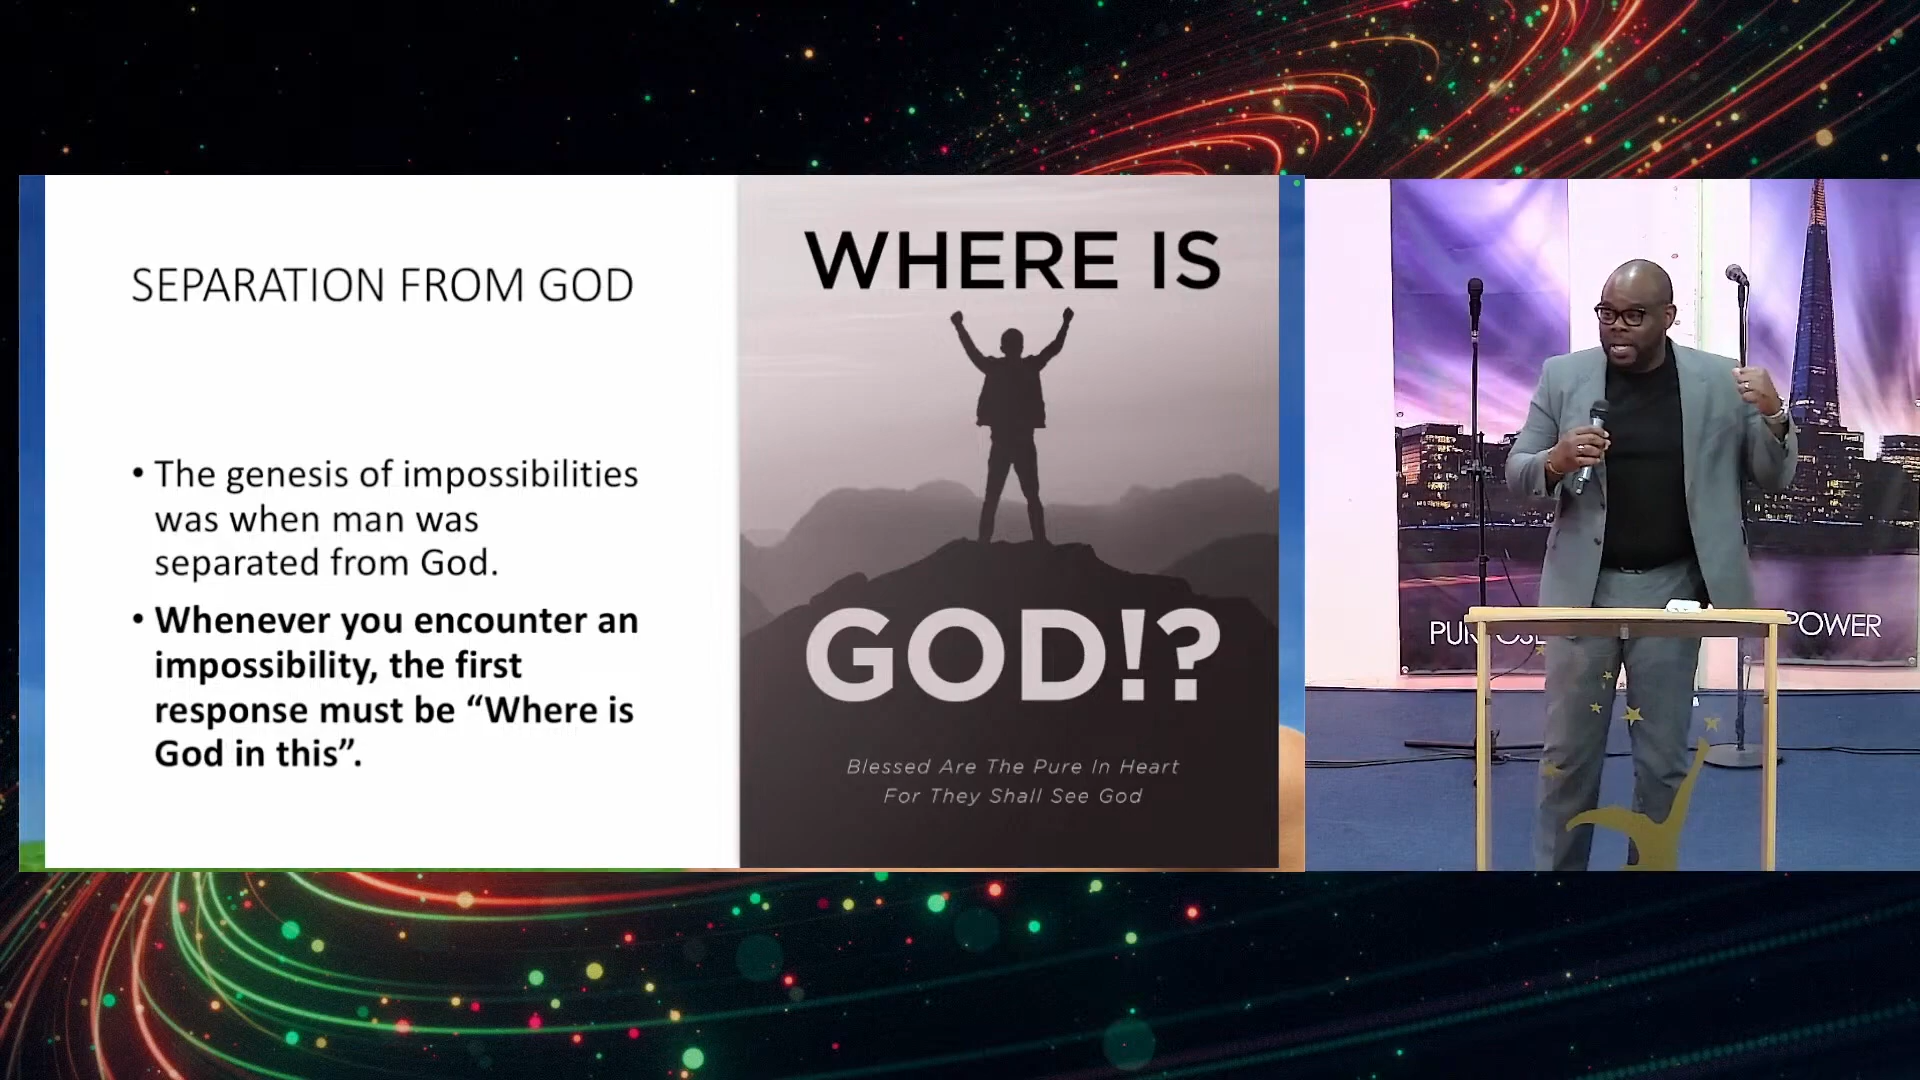 SEPARATION FROM GOD
• The genesis of impossibilities
was when man was
separated from God.
• Whenever you encounter an
impossibility, the first
response must be “Where is
God in this”.
WHERE IS
GOD!?
Blessed Are The Pure In Heart
For They Shall See God
POWER